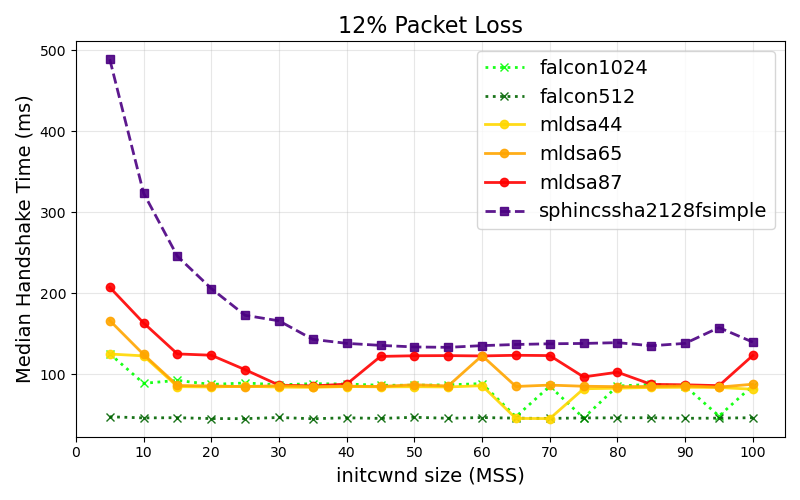 12% Packet Loss
500
400
300
200
100
Median Handshake Time (ms)
falcon1024
falcon512
mldsa44
mldsa65
mldsa87
sphincssha2128fsimple
0 10 20 30 40 50 60 70 80 90 100
initcwnd size (MSS)